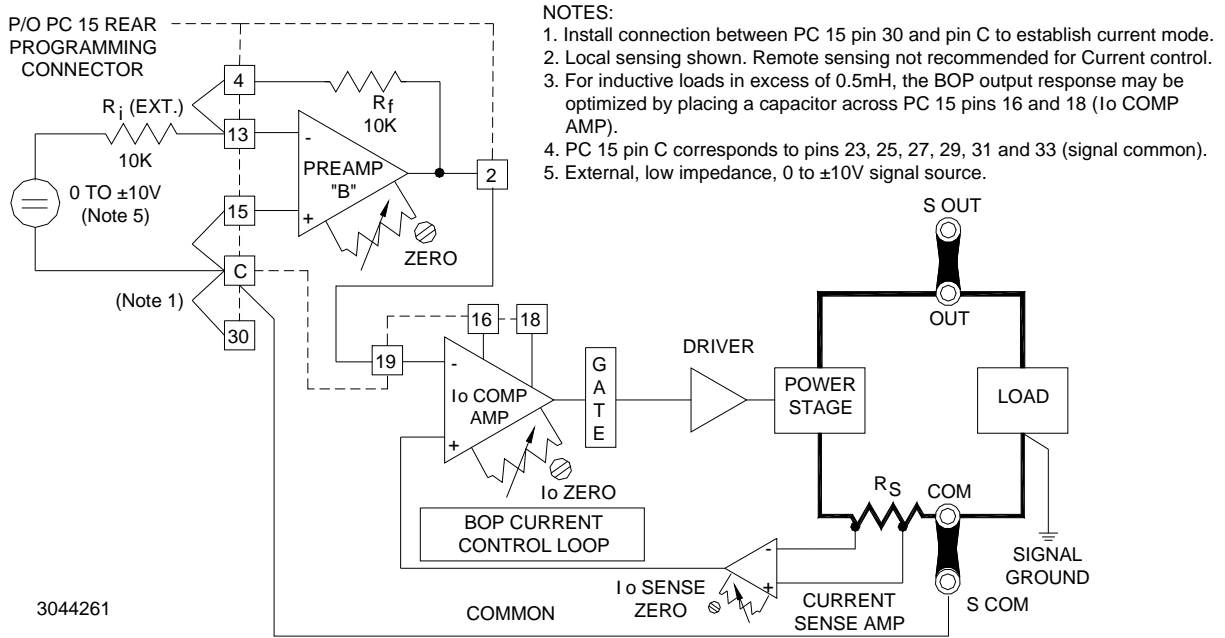 P/O PC 15 REAR
PROGRAMMING
CONNECTOR
NOTES:
1. Install connection between PC 15 pin 30 and pin C to establish current mode.
2. Local sensing shown. Remote sensing not recommended for Current control.
3. For inductive loads in excess of 0.5mH, the BOP output response may be
optimized by placing a capacitor across PC 15 pins 16 and 18 (Io COMP
AMP).
4. PC 15 pin C corresponds to pins 23, 25, 27, 29, 31 and 33 (signal common).
5. External, low impedance, 0 to ±10V signal source.
4
Rf
10K
Ri (EXT.)
10K
13
-
PREAMP
"B"
+
2
0 TO ±10V
(Note 5)
15
ZERO
C
(Note 1)
30
S OUT
OUT
16
18
19
-
Io COMP
AMP
+
Io ZERO
GATE
DRIVER
POWER
STAGE
LOAD
BOP CURRENT
CONTROL LOOP
RS
COM
-
+
Io SENSE
ZERO
CURRENT
SENSE AMP
SIGNAL
GROUND
S COM
COMMON
3044261